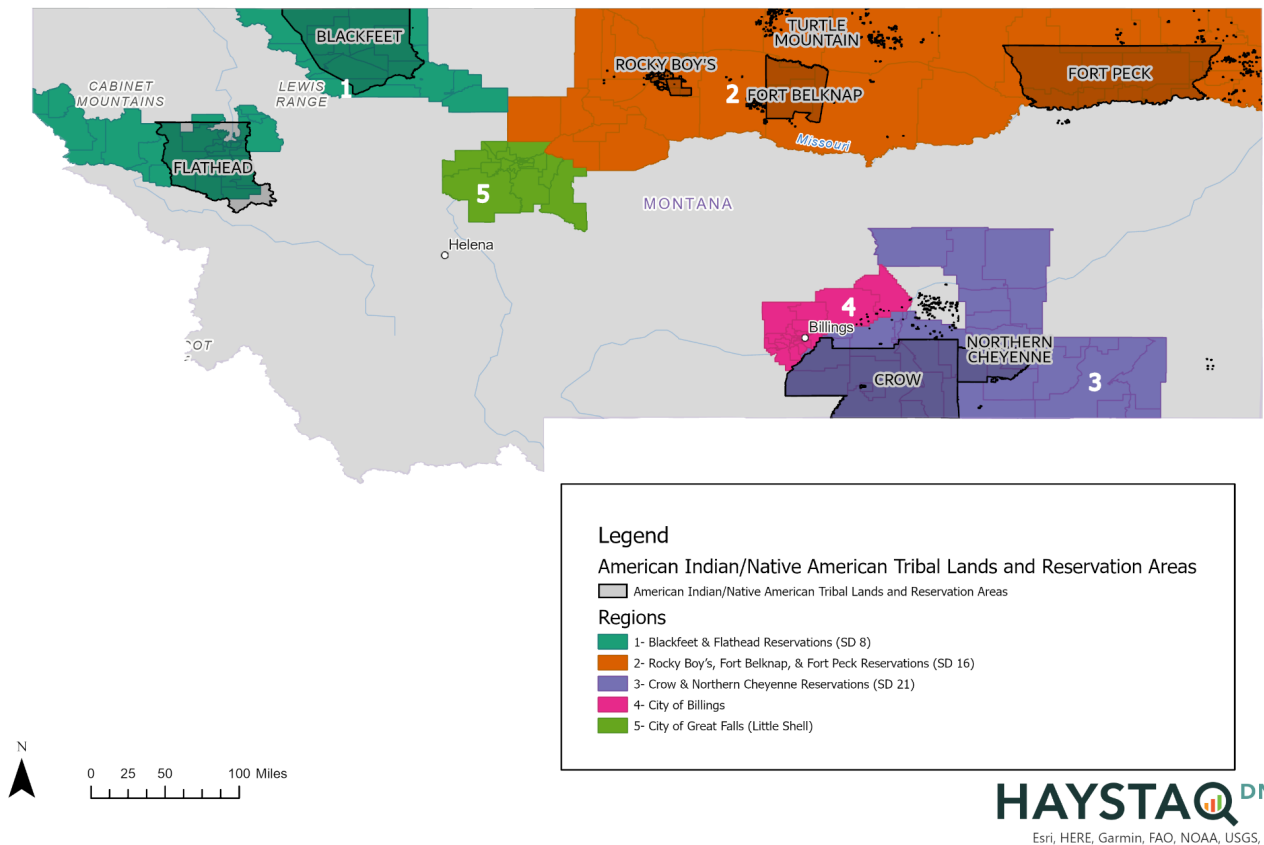 BLACKFEET
TURTLE
MOUNTAIN
ROCKY BOY'S
FORT PECK
CABINET
MOUNTAINS
LEWIS
RANGE
1
2
FORT BELKNAP
Missouri
FLATHEAD
5
MONTANA
Helena
4
Billings
NORTHERN
CHEYENNE
OOT
CROW
3
Legend
American Indian/Native American Tribal Lands and Reservation Areas
American Indian/Native American Tribal Lands and Reservation Areas
Regions
1- Blackfeet & Flathead Reservations (SD 8)
2- Rocky Boy's, Fort Belknap, & Fort Peck Reservations (SD 16)
3- Crow & Northern Cheyenne Reservations (SD 21)
4- City of Billings
5- City of Great Falls (Little Shell)
N
0 25 50 100 Miles
HAYSTAQ
Esri, HERE, Garmin, FAO, NOAA, USGS,